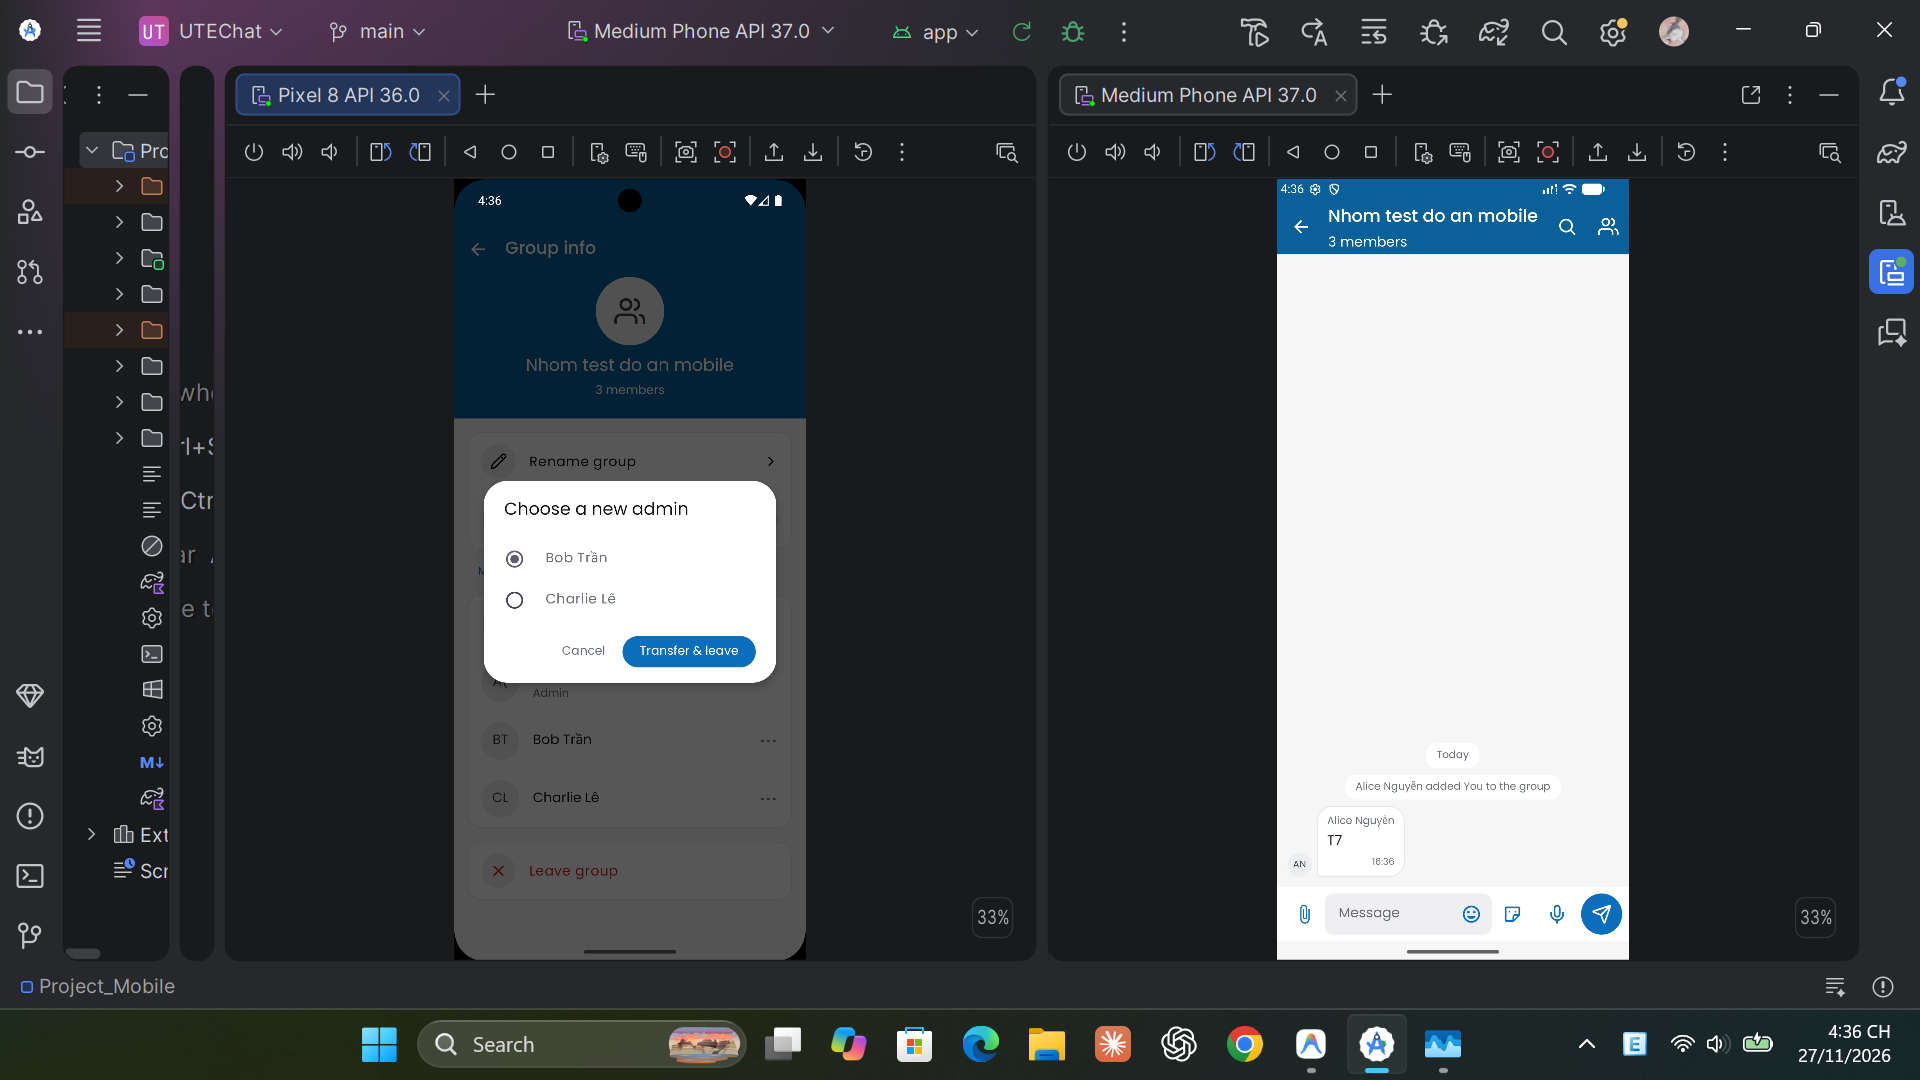 UT UTEChat
main
Medium Phone API 37.0
app
Pixel 8 API 36.0
Medium Phone API 37.0
4:36
Group info
Nhom test do an mobile
3 members
Rename group
Choose a new admin
Bob Trần
Charlie Lê
Cancel
Transfer & leave
Admin
BT
Bob Trần
CL
Charlie Lê
Leave group
33%
4:36
Nhom test do an mobile
3 members
Today
Alice Nguyễn added You to the group
Alice Nguyễn
T7
16:36
AN
Message
33%
Project_Mobile
Search
4:36 CH
27/11/2026